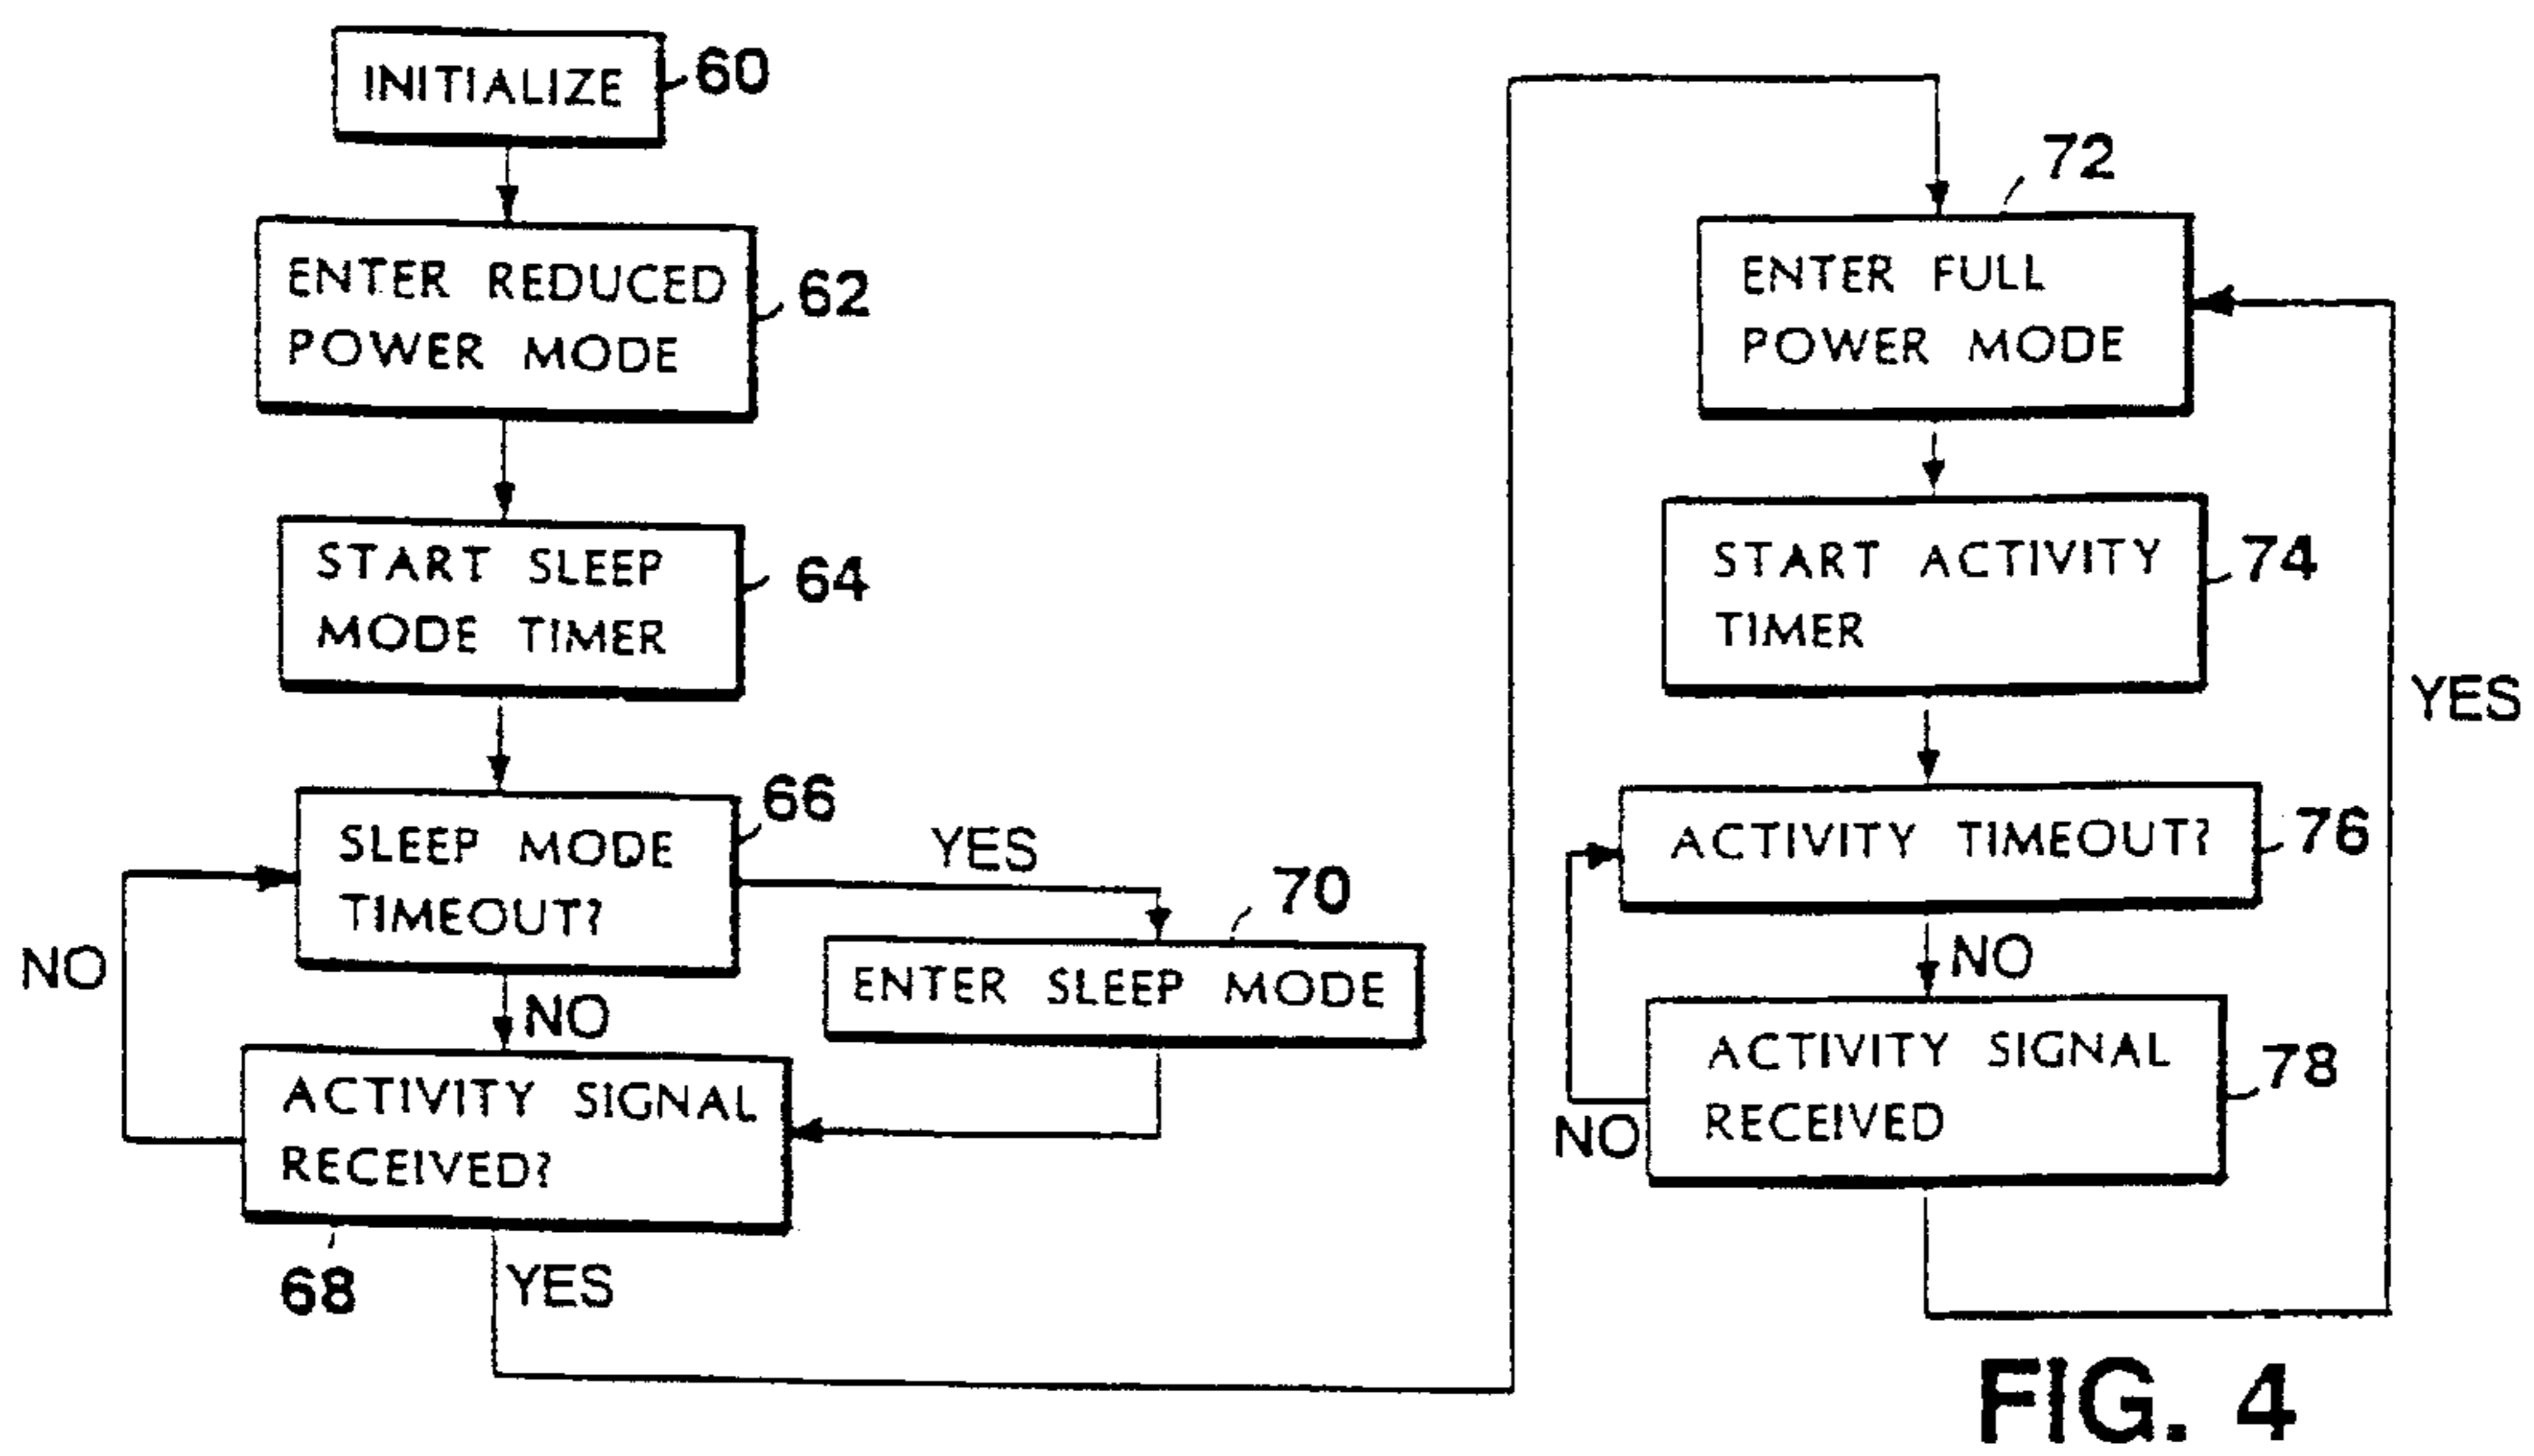 INITIALIZE
60
ENTER REDUCED
POWER MODE
62
START SLEEP
MODE TIMER
64
SLEEP MODE
TIMEOUT?
66
YES
NO
NO
70
ENTER SLEEP MODE
ACTIVITY SIGNAL
RECEIVED?
68
YES
72
ENTER FULL
POWER MODE
START ACTIVITY
TIMER
74
YES
ACTIVITY TIMEOUT?
76
NO
ACTIVITY SIGNAL
RECEIVED
78
NO
FIG. 4